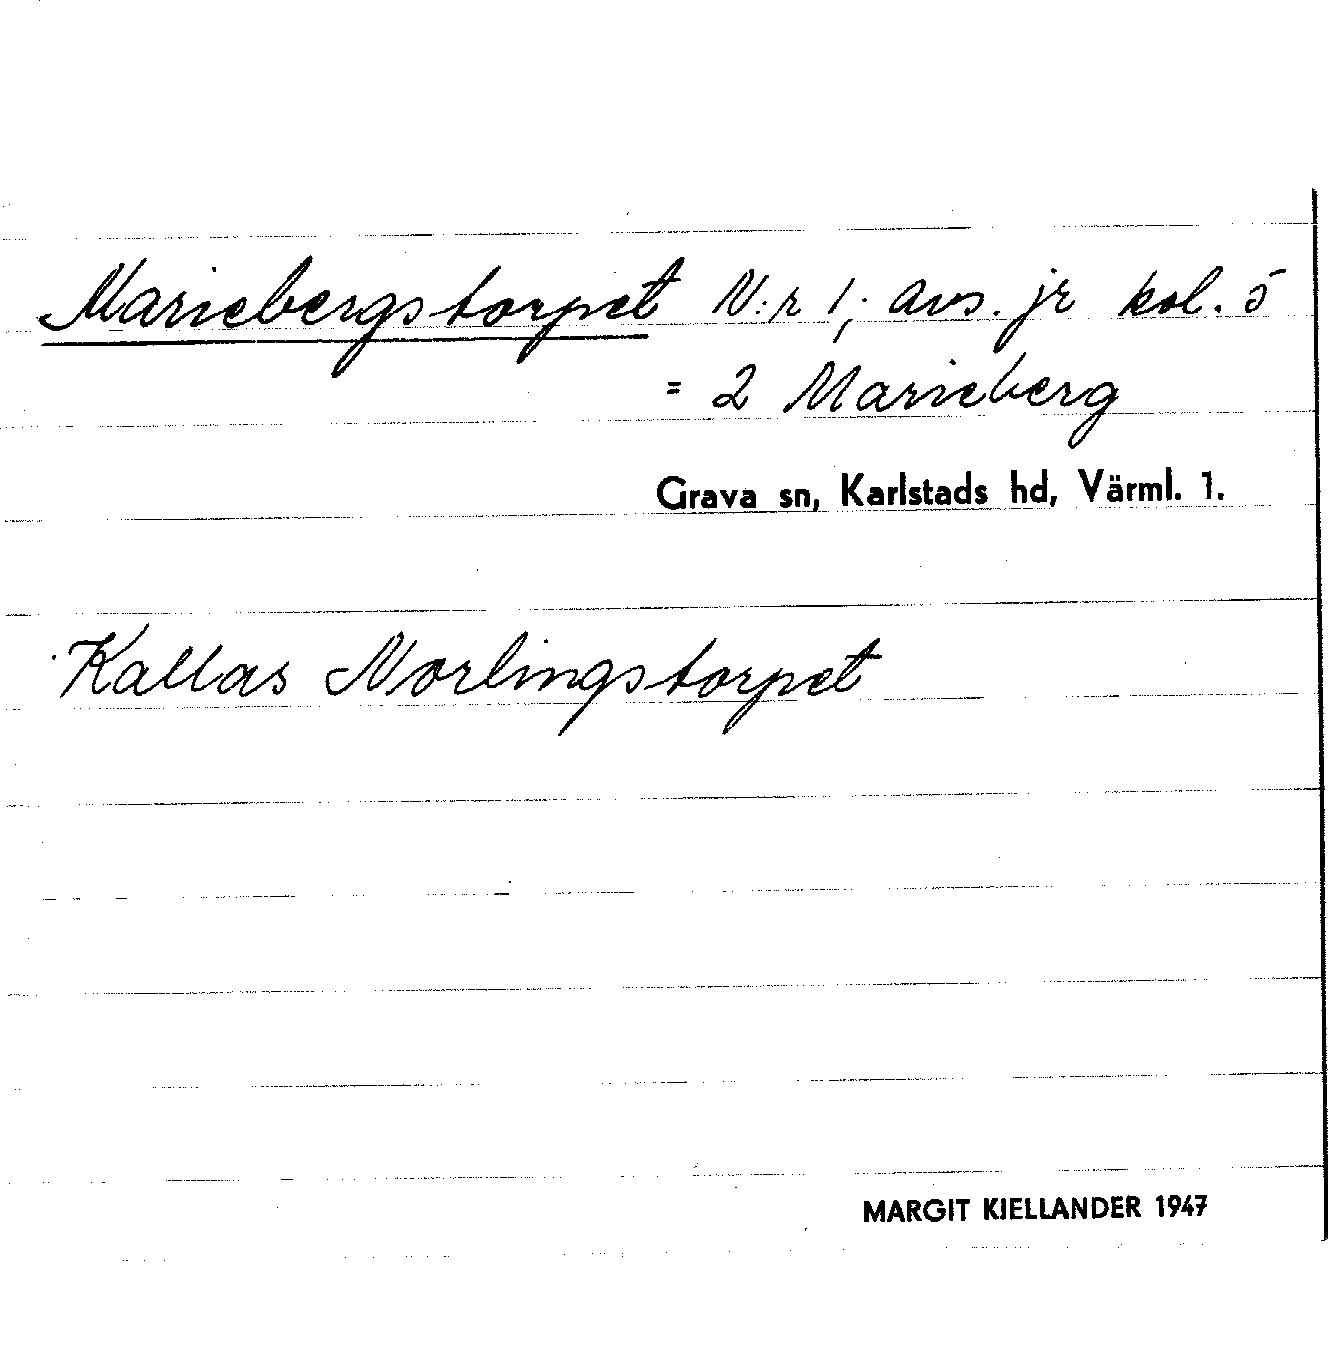 Mariebergstorpet N:r 1; avs. jr kol. 5
= 2 Marieberg
Grava sn, Karlstads hd, Värml. 1.
Kallas Norlingstorpet
MARGIT KIELLANDER 1947